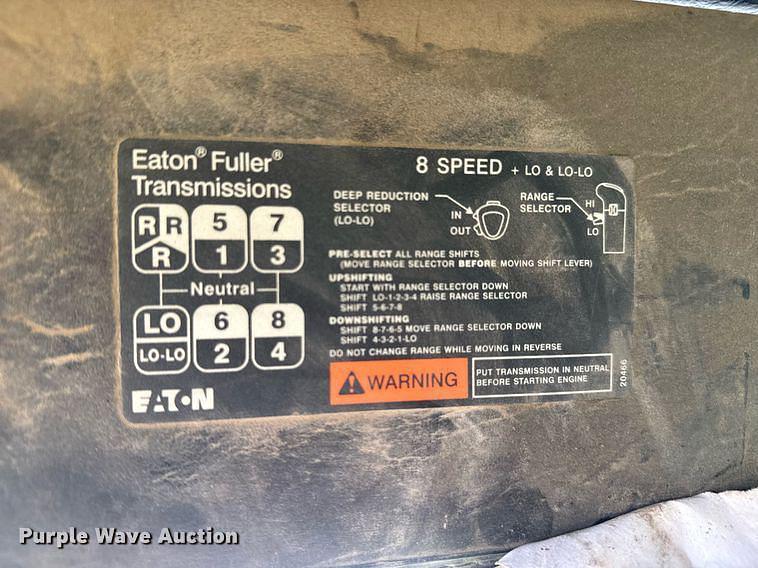 Eaton® Fuller®
Transmissions
8 SPEED + LO & LO-LO
R R 5 7
R 1 3
Neutral
LO 6 8
LO-LO 2 4
EATON
DEEP REDUCTION
SELECTOR
(LO-LO)
IN
OUT
RANGE
SELECTOR
HI
LO
PRE-SELECT ALL RANGE SHIFTS
(MOVE RANGE SELECTOR BEFORE MOVING SHIFT LEVER)
UPSHIFTING
START WITH RANGE SELECTOR DOWN
SHIFT LO-1-2-3-4 RAISE RANGE SELECTOR
SHIFT 5-6-7-8
DOWNSHIFTING
SHIFT 8-7-6-5 MOVE RANGE SELECTOR DOWN
SHIFT 4-3-2-1-LO
DO NOT CHANGE RANGE WHILE MOVING IN REVERSE
WARNING
PUT TRANSMISSION IN NEUTRAL
BEFORE STARTING ENGINE
20466
Purple Wave Auction